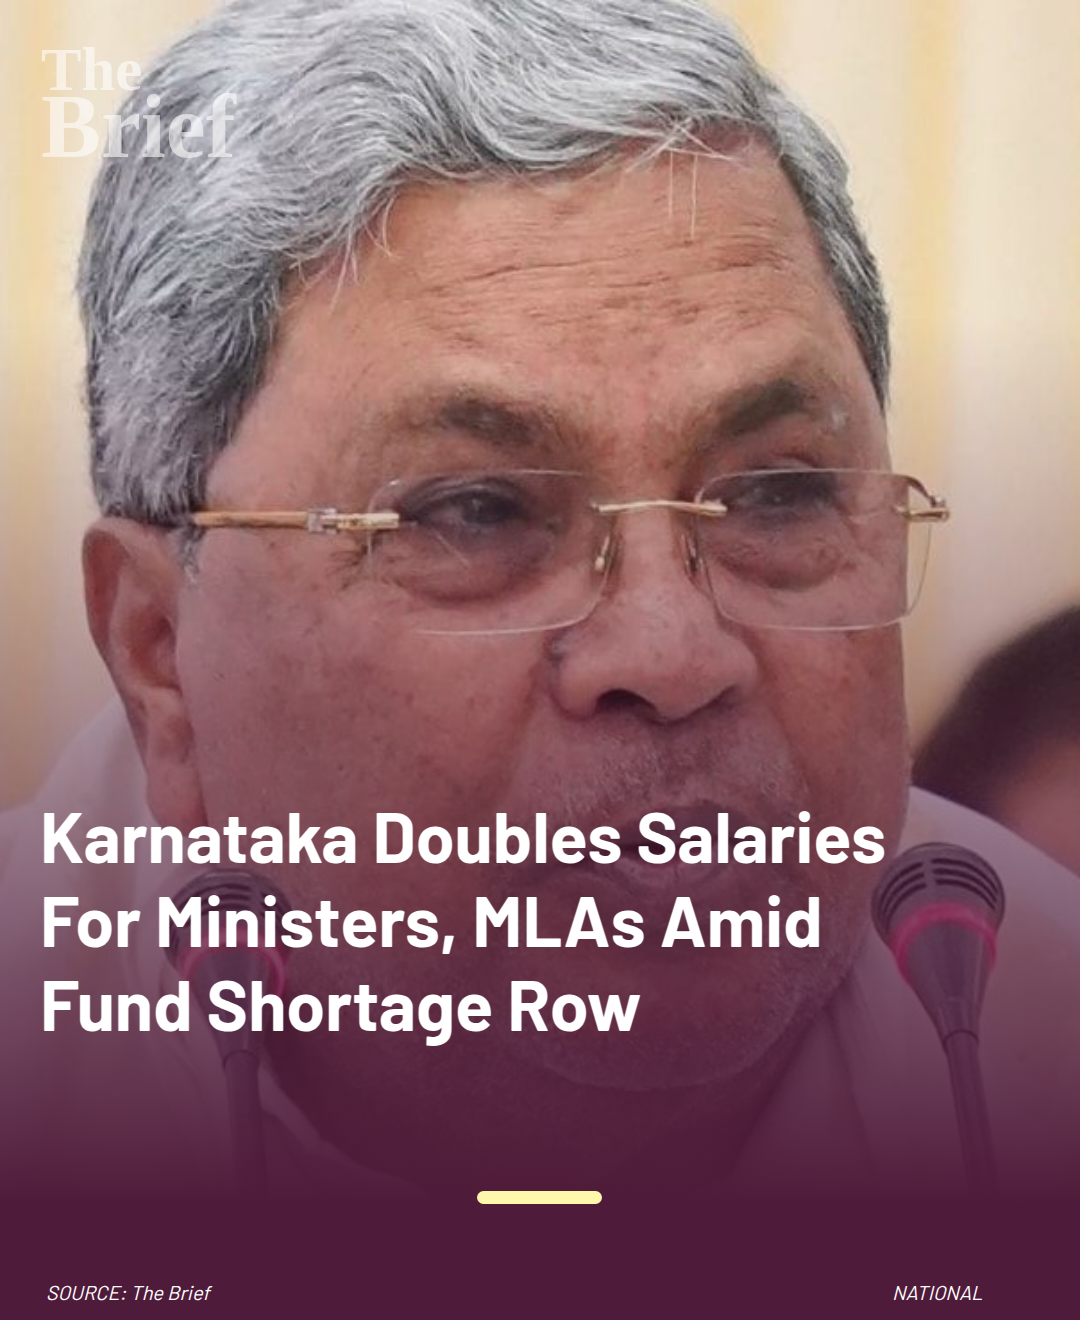 The
Brief
Karnataka Doubles Salaries
For Ministers, MLAs Amid
Fund Shortage Row
SOURCE: The Brief
NATIONAL